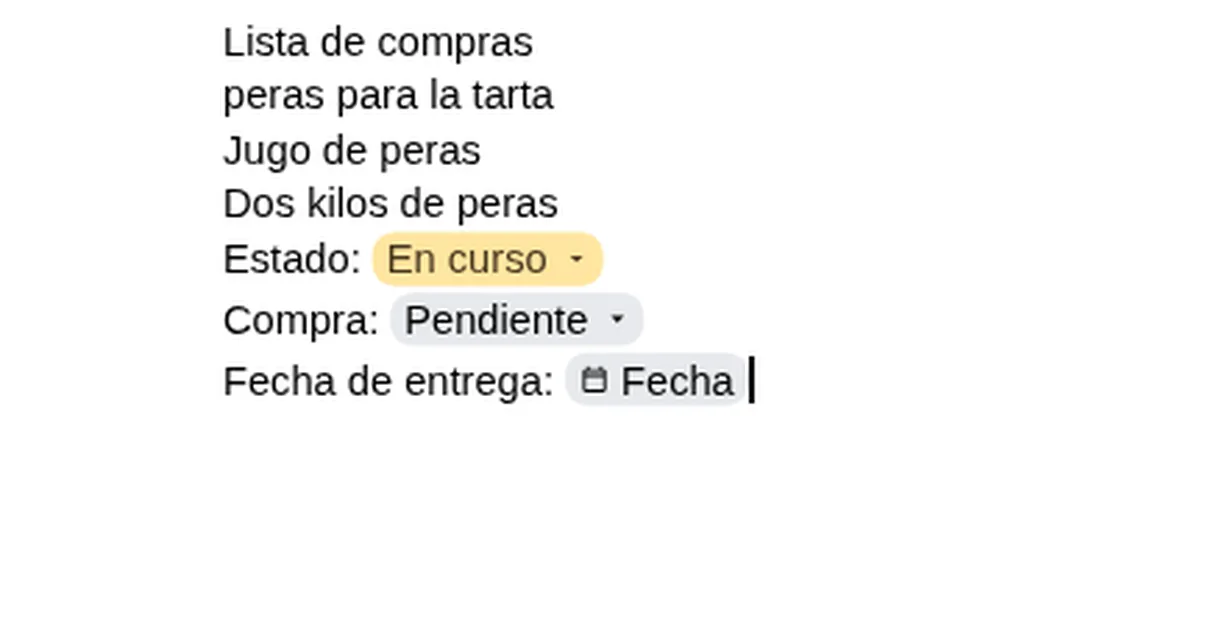 Lista de compras
peras para la tarta
Jugo de peras
Dos kilos de peras
Estado: En curso
Compra: Pendiente
Fecha de entrega: Fecha